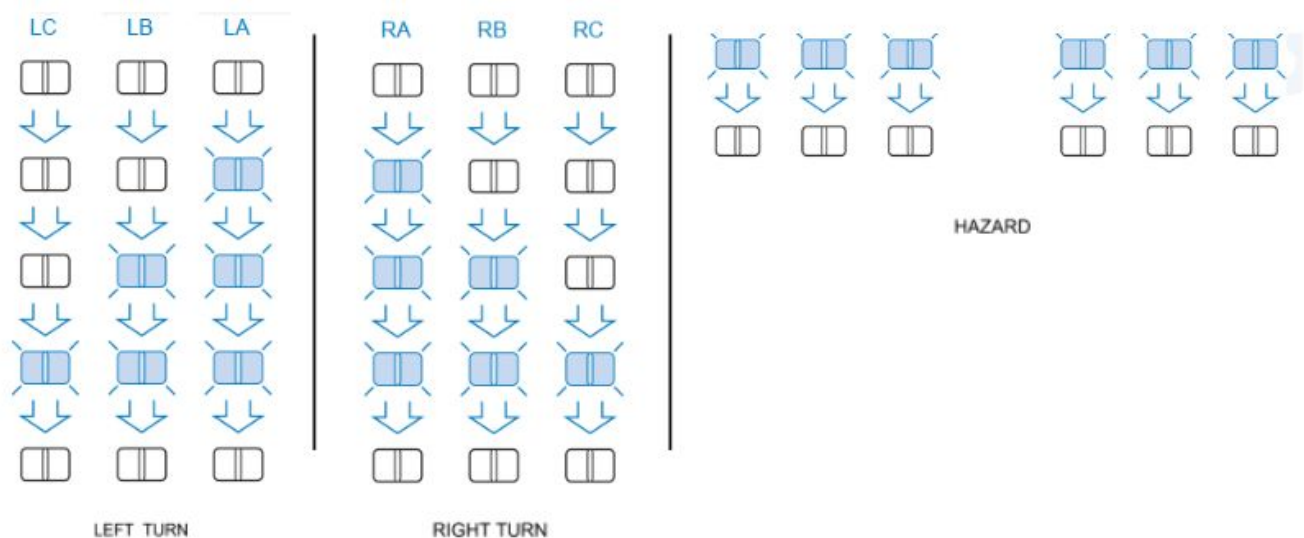 LC LB LA
RA RB RC
HAZARD
LEFT TURN
RIGHT TURN